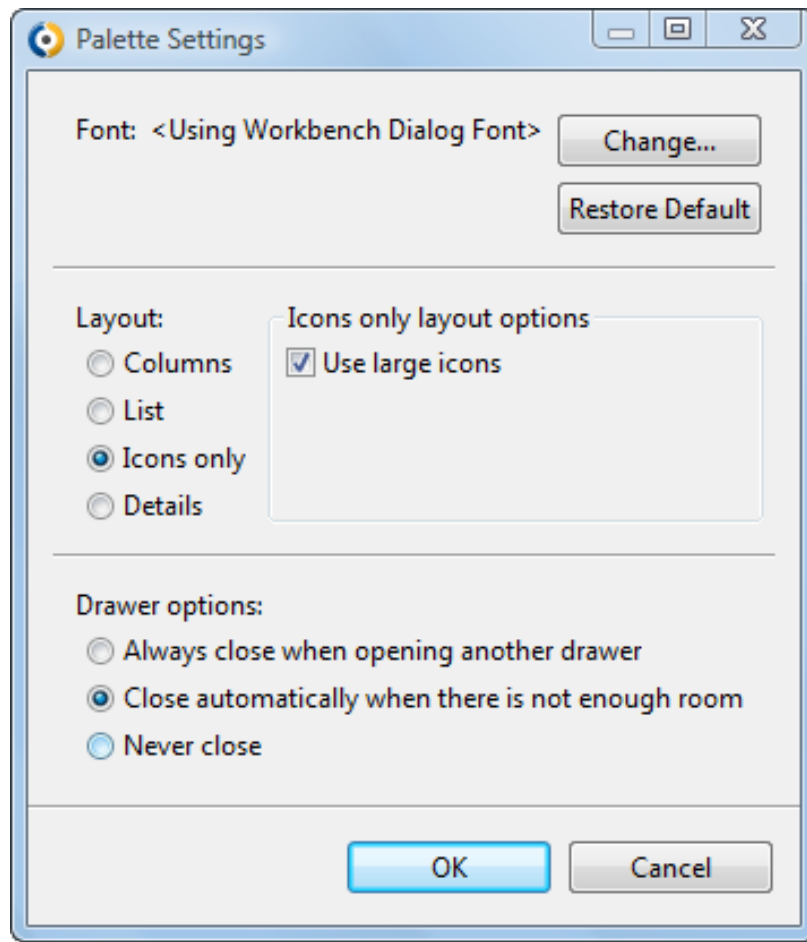 Palette Settings
Font: <Using Workbench Dialog Font>
Change...
Restore Default
Layout:
Icons only layout options
Columns
Use large icons
List
Icons only
Details
Drawer options:
Always close when opening another drawer
Close automatically when there is not enough room
Never close
OK
Cancel